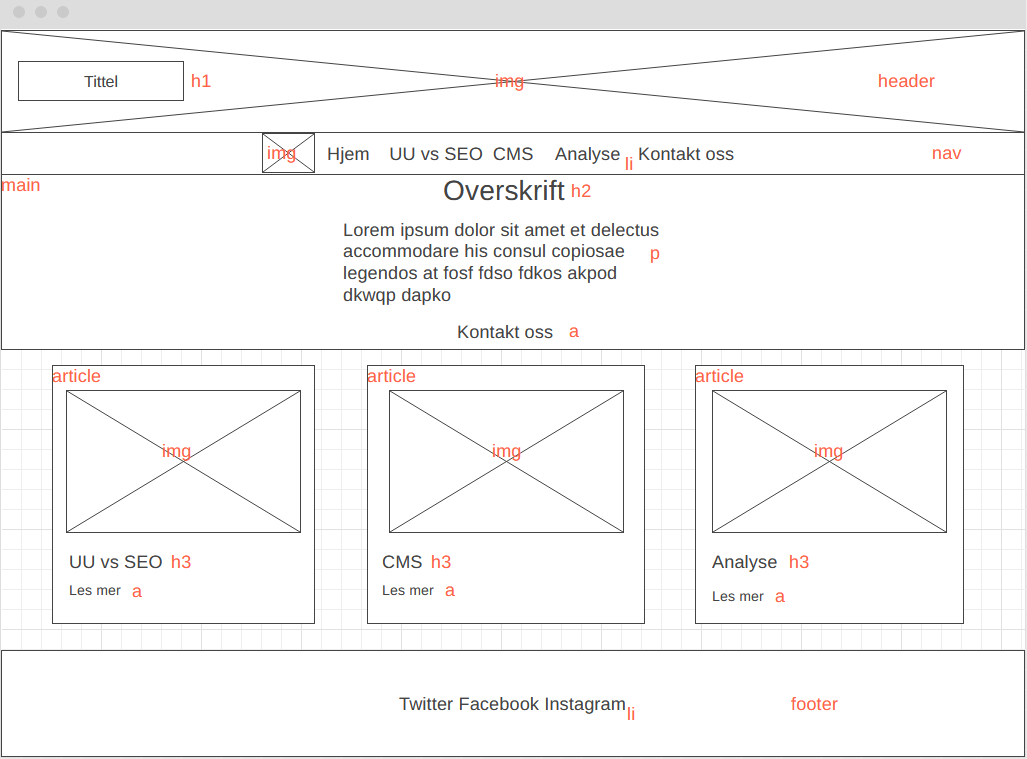 Tittel h1 img header
img Hjem UU vs SEO CMS Analyse li Kontakt oss nav
main
Overskrift h2
Lorem ipsum dolor sit amet et delectus
accommodare his consul copiosae p
legendos at fosf fdso fdkos akpod
dkwqp dapko
Kontakt oss a
article article article
img img img
UU vs SEO h3 CMS h3 Analyse h3
Les mer a Les mer a Les mer a
Twitter Facebook Instagram li footer